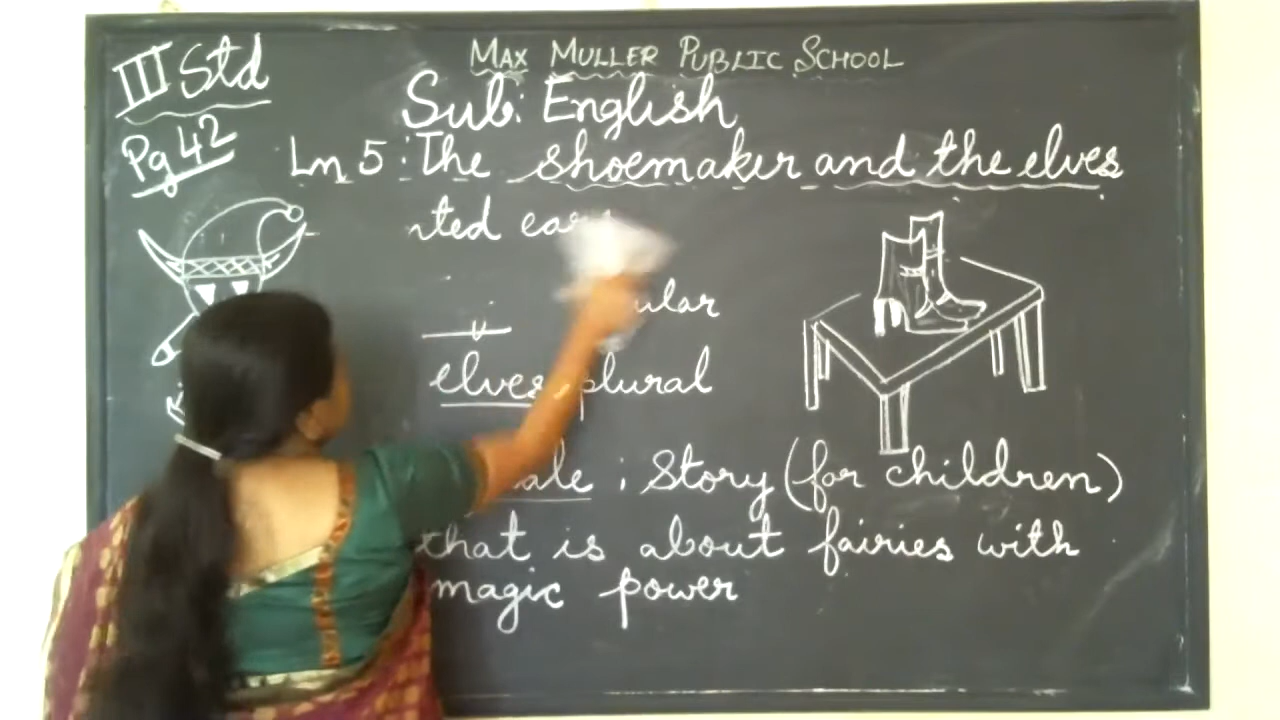 MAX MULLER PUBLIC SCHOOL
III Std
Sub: English
Pg 42
Ln 5 : The shoemaker and the elves
elves plural
: Story (for children)
that is about fairies with
magic power